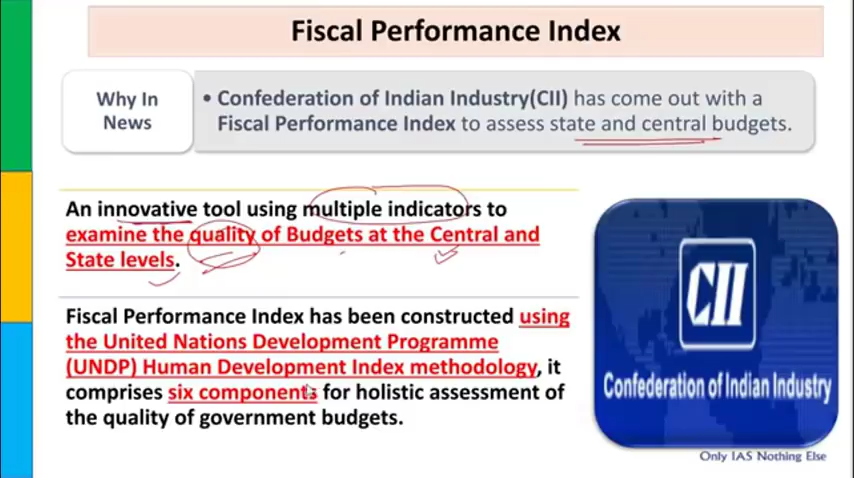 Fiscal Performance Index
Why In
News
• Confederation of Indian Industry(CII) has come out with a
Fiscal Performance Index to assess state and central budgets.
An innovative tool using multiple indicators to
examine the quality of Budgets at the Central and
State levels.
Fiscal Performance Index has been constructed using
the United Nations Development Programme
(UNDP) Human Development Index methodology, it
comprises six components for holistic assessment of
the quality of government budgets.
CII
Confederation of Indian Industry
Only IAS Nothing Else